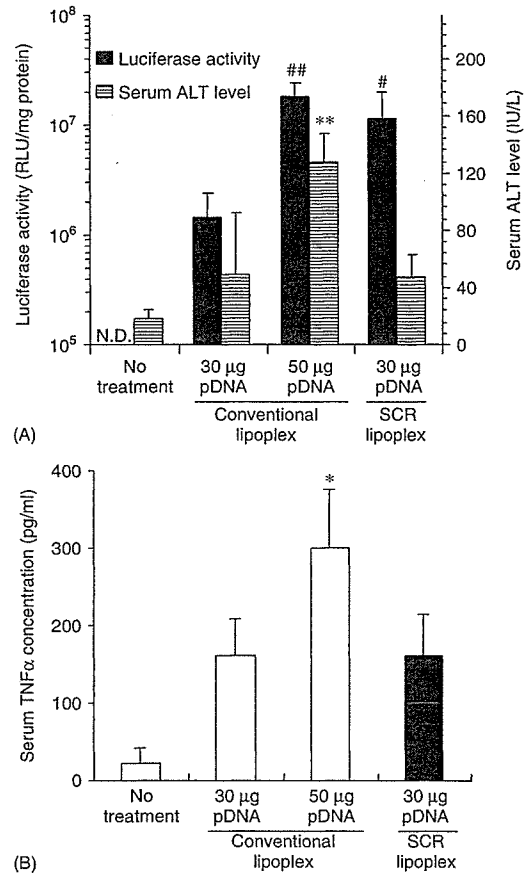 10⁸
10⁷
10⁶
10⁵
Luciferase activity (RLU/mg protein)
Luciferase activity
Serum ALT level
##
#
**
N.D.
200
160
120
80
40
0
Serum ALT level (IU/L)
No treatment
30 µg pDNA
50 µg pDNA
30 µg pDNA
Conventional lipoplex
SCR lipoplex
(A)
400
300
200
100
0
Serum TNFα concentration (pg/ml)
*
No treatment
30 µg pDNA
50 µg pDNA
30 µg pDNA
Conventional lipoplex
SCR lipoplex
(B)